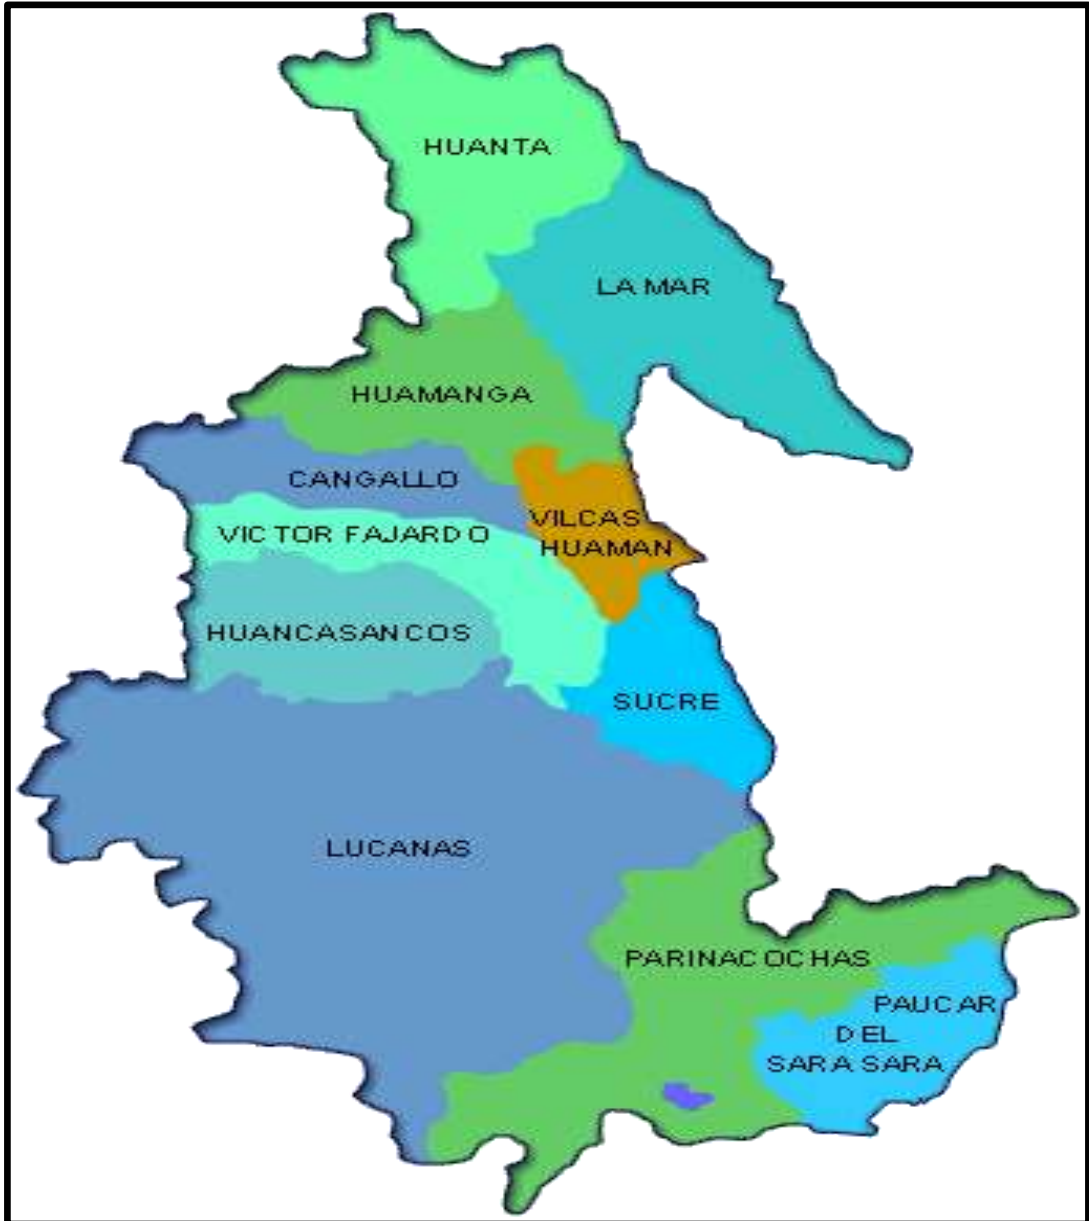 HUANTA
LA MAR
HUAMANGA
CANGALLO
VILCAS
HUAMAN
VICTOR FAJARDO
HUANCASANCOS
SUCRE
LUCANAS
PARINACOCHAS
PAUCAR
DEL
SARA SARA